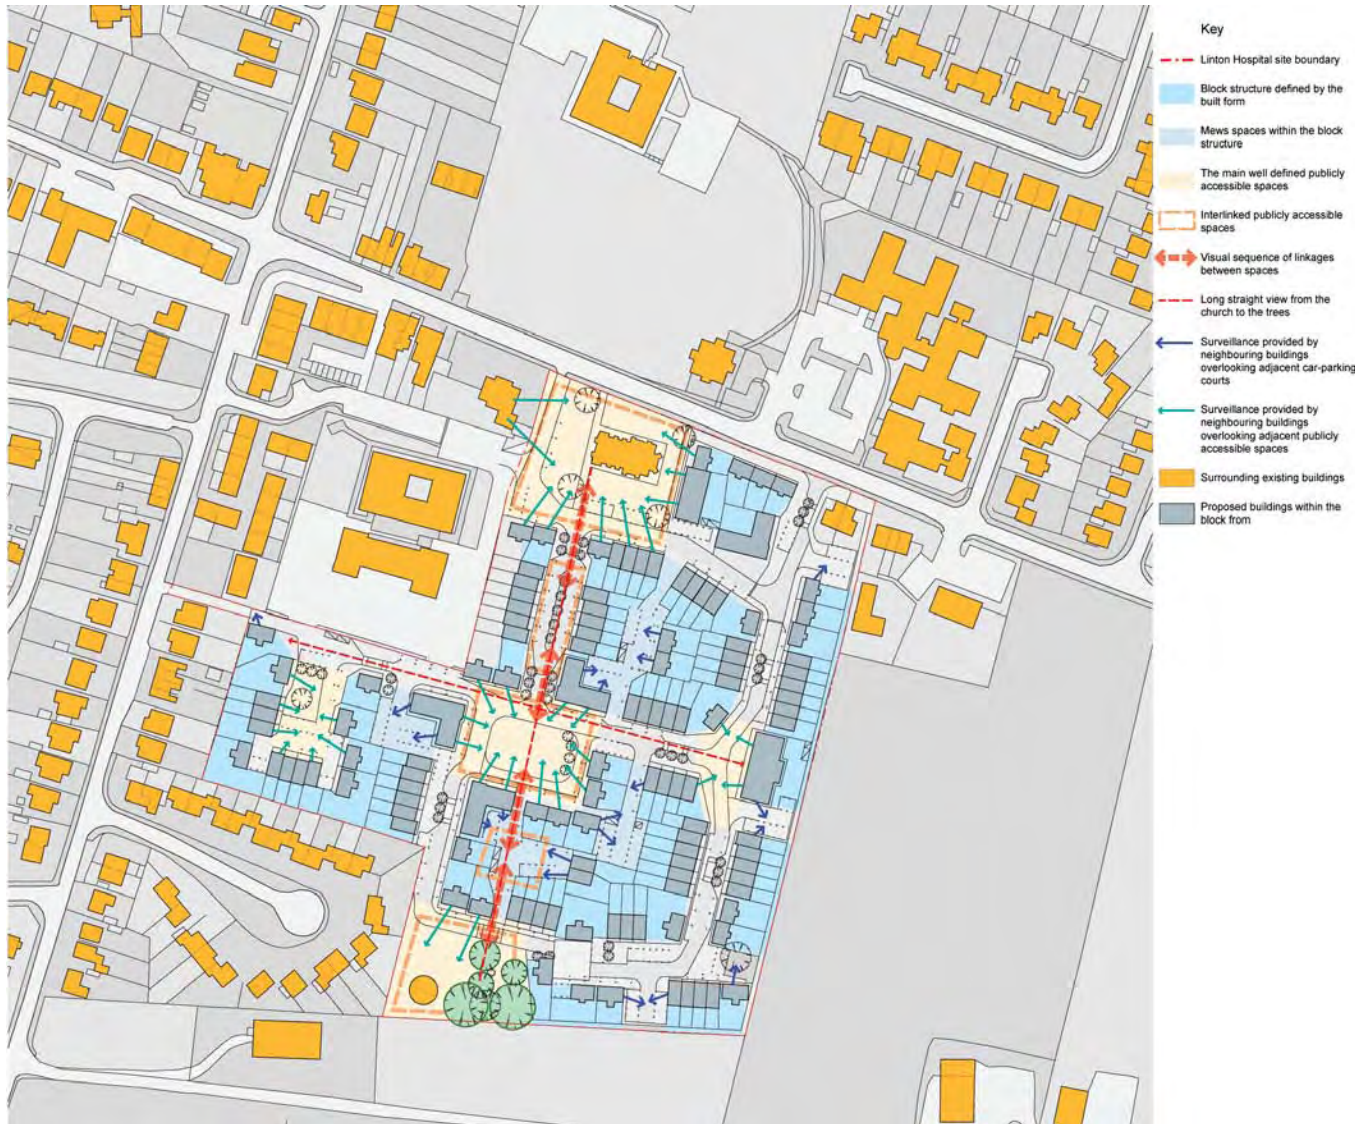 Key
Linton Hospital site boundary
Block structure defined by the
built form
Mews spaces within the block
structure
The main well defined publicly
accessible spaces
Interlinked publicly accessible
spaces
Visual sequence of linkages
between spaces
Long straight view from the
church to the trees
Surveillance provided by
neighbouring buildings
overlooking adjacent car-parking
courts
Surveillance provided by
neighbouring buildings
overlooking adjacent publicly
accessible spaces
Surrounding existing buildings
Proposed buildings within the
block from